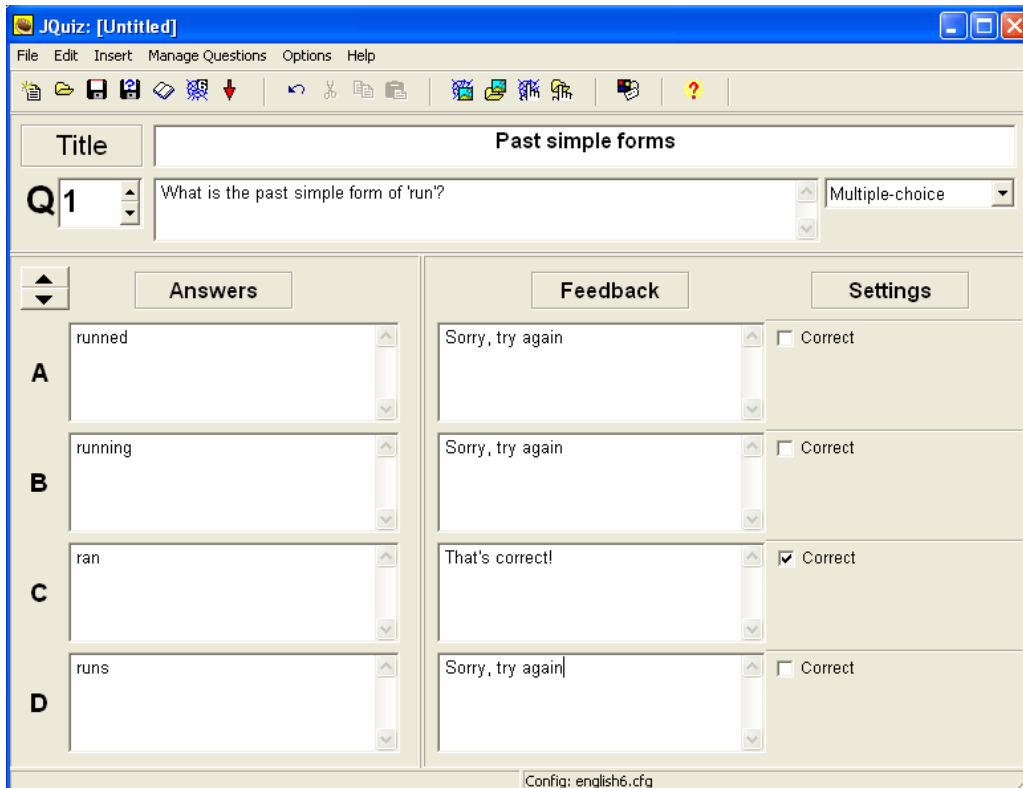 JQuiz: [Untitled]
File Edit Insert Manage Questions Options Help
Title Past simple forms
Q 1 What is the past simple form of 'run'? Multiple-choice
Answers Feedback Settings
A runned Sorry, try again Correct
B running Sorry, try again Correct
C ran That's correct! Correct
D runs Sorry, try again Correct
Config: english6.cfg